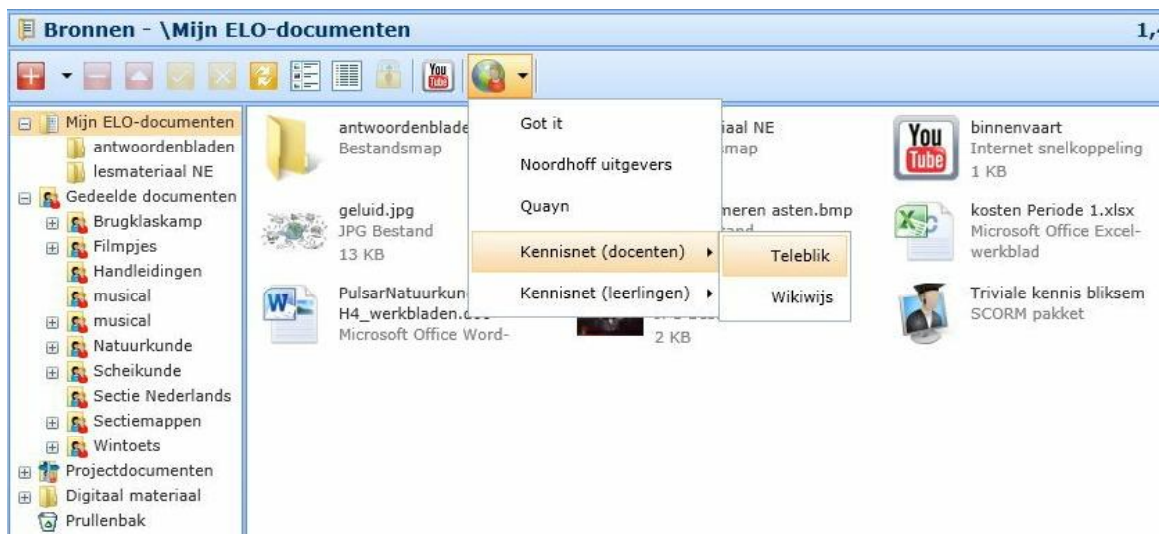 Bronnen - \Mijn ELO-documenten 1,
You Tube
Mijn ELO-documenten
antwoordenbladen
lesmateriaal NE
Gedeelde documenten
Brugklaskamp
Filmpjes
Handleidingen
musical
musical
Natuurkunde
Scheikunde
Sectie Nederlands
Sectiemappen
Wintoets
Projectdocumenten
Digitaal materiaal
Prullenbak
antwoordenblade
Bestandsmap
iaal NE
map
You Tube
binnenvaart
Internet snelkoppeling
1 KB
geluid.jpg
JPG Bestand
13 KB
meren asten.bmp
kosten Periode 1.xlsx
Microsoft Office Excel-
werkblad
PulsarNatuurkun
H4_werkbladen.doc
Microsoft Office Word-
2 KB
Triviale kennis bliksem
SCORM pakket
Got it
Noordhoff uitgevers
Quayn
Kennisnet (docenten)
Kennisnet (leerlingen)
Teleblik
Wikiwijs